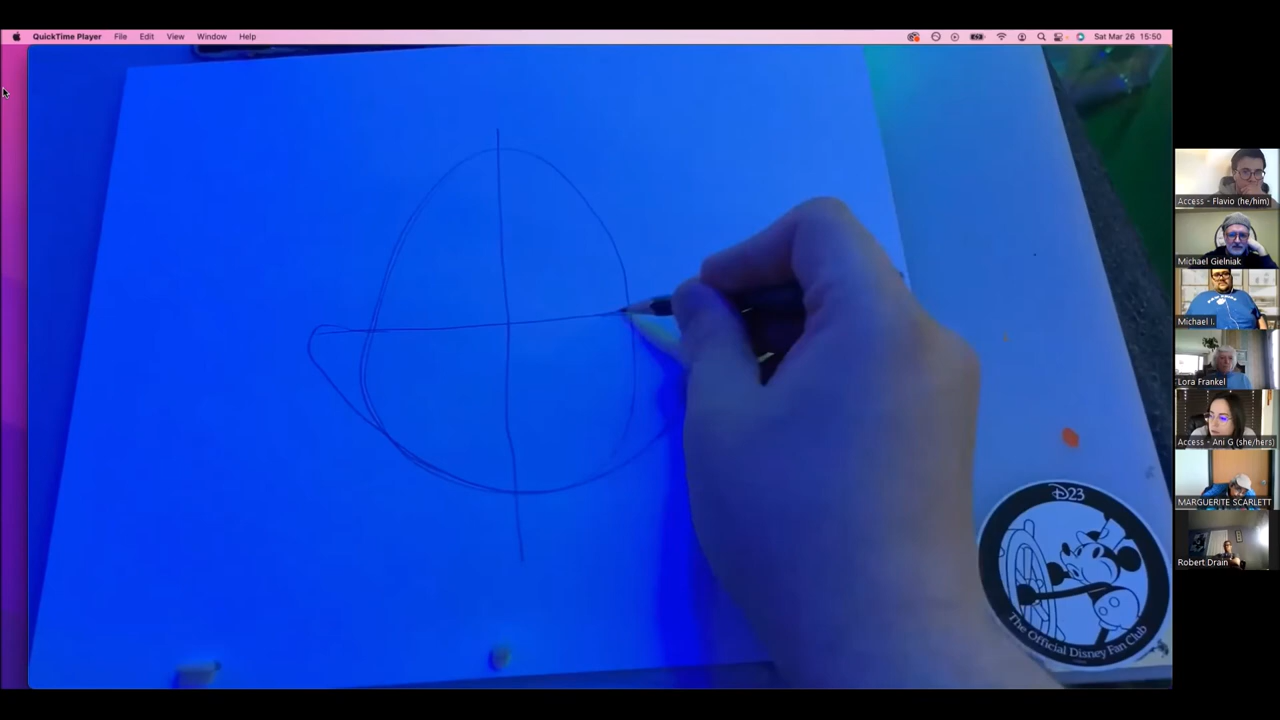 QuickTime Player File Edit View Window Help
Sat Mar 26 15:50
Access - Flavio (he/him)
Michael Gielniak
Michael I.
Lora Frankel
Access - Ani G (she/hers)
MARGUERITE SCARLETT
Robert Drain
D23
The Official Disney Fan Club